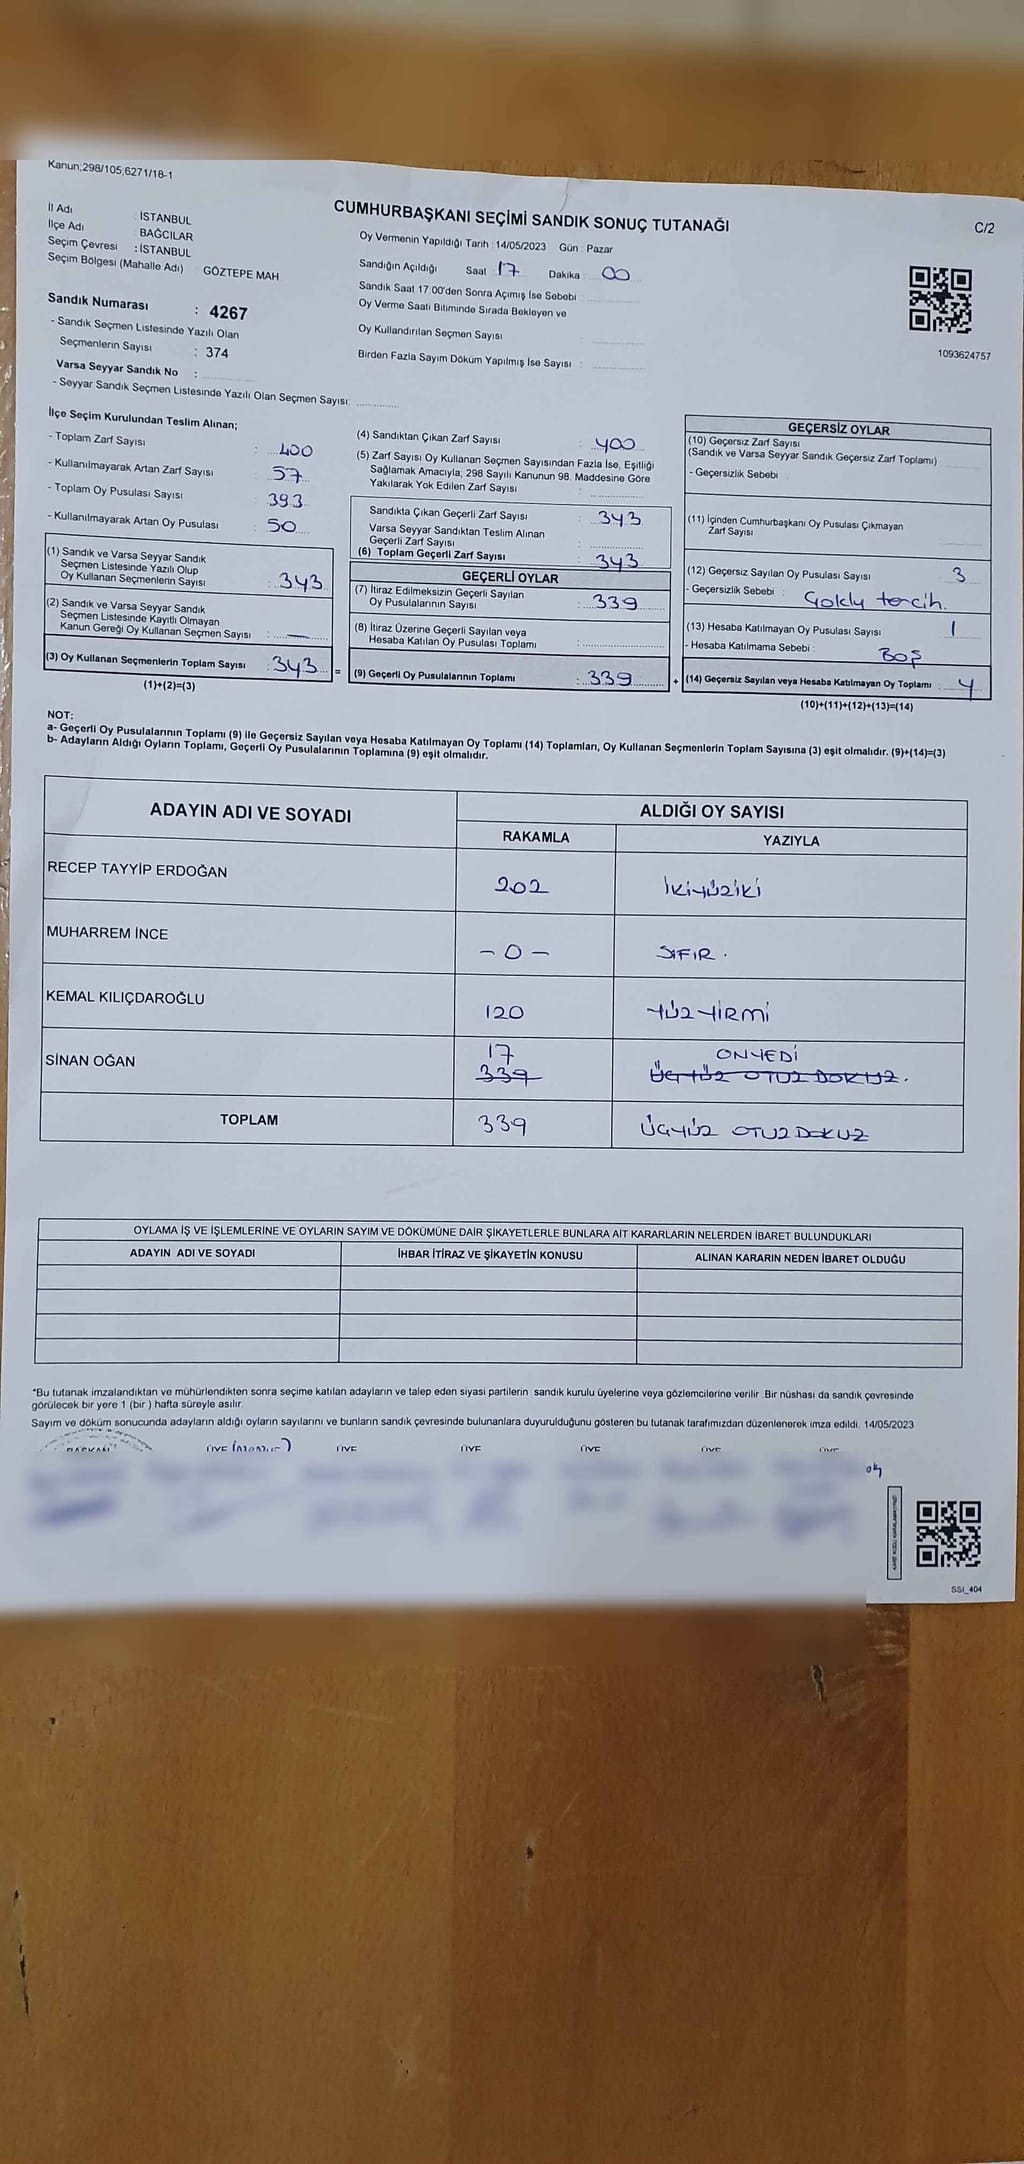 Kanun;298/105;6271/18-1
CUMHURBAŞKANI SEÇİMİ SANDIK SONUÇ TUTANAĞI
C/2
İl Adı : İSTANBUL
İlçe Adı : BAĞCILAR
Seçim Çevresi : İSTANBUL
Seçim Bölgesi (Mahalle Adı) : GÖZTEPE MAH
Sandık Numarası : 4267
- Sandık Seçmen Listesinde Yazılı Olan
Seçmenlerin Sayısı : 374
Varsa Seyyar Sandık No :
- Seyyar Sandık Seçmen Listesinde Yazılı Olan Seçmen Sayısı:
Oy Vermenin Yapıldığı Tarih : 14/05/2023 Gün : Pazar
Sandığın Açıldığı Saat 17 Dakika 00
Sandık Saat 17:00'den Sonra Açımış İse Sebebi
Oy Verme Saati Bitiminde Sırada Bekleyen ve
Oy Kullandırılan Seçmen Sayısı :
Birden Fazla Sayım Döküm Yapılmış İse Sayısı :
1093624757
İlçe Seçim Kurulundan Teslim Alınan;
- Toplam Zarf Sayısı : 400
- Kullanılmayarak Artan Zarf Sayısı : 57
- Toplam Oy Pusulası Sayısı : 393
- Kullanılmayarak Artan Oy Pusulası : 50
(1) Sandık ve Varsa Seyyar Sandık
Seçmen Listesinde Yazılı Olup
Oy Kullanan Seçmenlerin Sayısı : 343
(2) Sandık ve Varsa Seyyar Sandık
Seçmen Listesinde Kayıtlı Olmayan
Kanun Gereği Oy Kullanan Seçmen Sayısı : —
(3) Oy Kullanan Seçmenlerin Toplam Sayısı : 343 =
(1)+(2)=(3)
(4) Sandıktan Çıkan Zarf Sayısı : 400
(5) Zarf Sayısı Oy Kullanan Seçmen Sayısından Fazla İse, Eşitliği
Sağlamak Amacıyla; 298 Sayılı Kanunun 98. Maddesine Göre
Yakılarak Yok Edilen Zarf Sayısı :
Sandıkta Çıkan Geçerli Zarf Sayısı : 343
Varsa Seyyar Sandıktan Teslim Alınan
Geçerli Zarf Sayısı :
(6) Toplam Geçerli Zarf Sayısı : 343
GEÇERLİ OYLAR
(7) İtiraz Edilmeksizin Geçerli Sayılan
Oy Pusulalarının Sayısı : 339
(8) İtiraz Üzerine Geçerli Sayılan veya
Hesaba Katılan Oy Pusulası Toplamı :
(9) Geçerli Oy Pusulalarının Toplamı : 339 +
GEÇERSİZ OYLAR
(10) Geçersiz Zarf Sayısı
(Sandık ve Varsa Seyyar Sandık Geçersiz Zarf Toplamı)
- Geçersizlik Sebebi :
(11) İçinden Cumhurbaşkanı Oy Pusulası Çıkmayan
Zarf Sayısı
(12) Geçersiz Sayılan Oy Pusulası Sayısı 3
- Geçersizlik Sebebi : tercih.
(13) Hesaba Katılmayan Oy Pusulası Sayısı 1
- Hesaba Katılmama Sebebi : BOŞ
(14) Geçersiz Sayılan veya Hesaba Katılmayan Oy Toplamı : 4
(10)+(11)+(12)+(13)=(14)
NOT:
a- Geçerli Oy Pusulalarının Toplamı (9) ile Geçersiz Sayılan veya Hesaba Katılmayan Oy Toplamı (14) Toplamları, Oy Kullanan Seçmenlerin Toplam Sayısına (3) eşit olmalıdır. (9)+(14)=(3)
b- Adayların Aldığı Oyların Toplamı, Geçerli Oy Pusulalarının Toplamına (9) eşit olmalıdır.
ADAYIN ADI VE SOYADI
ALDIĞI OY SAYISI
RAKAMLA YAZIYLA
RECEP TAYYİP ERDOĞAN 202 İKİYÜZİKİ
MUHARREM İNCE - 0 - SIFIR .
KEMAL KILIÇDAROĞLU 120 YÜZYİRMİ
SİNAN OĞAN 17 ONYEDİ
339 ÜÇYÜZ OTUZ DOKUZ.
TOPLAM 339 ÜÇYÜZ OTUZ DOKUZ
OYLAMA İŞ VE İŞLEMLERİNE VE OYLARIN SAYIM VE DÖKÜMÜNE DAİR ŞİKAYETLERLE BUNLARA AİT KARARLARIN NELERDEN İBARET BULUNDUKLARI
ADAYIN ADI VE SOYADI İHBAR İTİRAZ VE ŞİKAYETİN KONUSU ALINAN KARARIN NEDEN İBARET OLDUĞU
*Bu tutanak imzalandıktan ve mühürlendikten sonra seçime katılan adayların ve talep eden siyasi partilerin sandık kurulu üyelerine veya gözlemcilerine verilir. Bir nüshası da sandık çevresinde
görülecek bir yere 1 (bir ) hafta süreyle asılır.
Sayım ve döküm sonucunda adayların aldığı oyların sayılarını ve bunların sandık çevresinde bulunanlara duyurulduğunu gösteren bu tutanak tarafımızdan düzenlenerek imza edildi. 14/05/2023
BAŞKAN ÜYE (memur) ÜYE ÜYE ÜYE ÜYE ÜYE
SSI_404